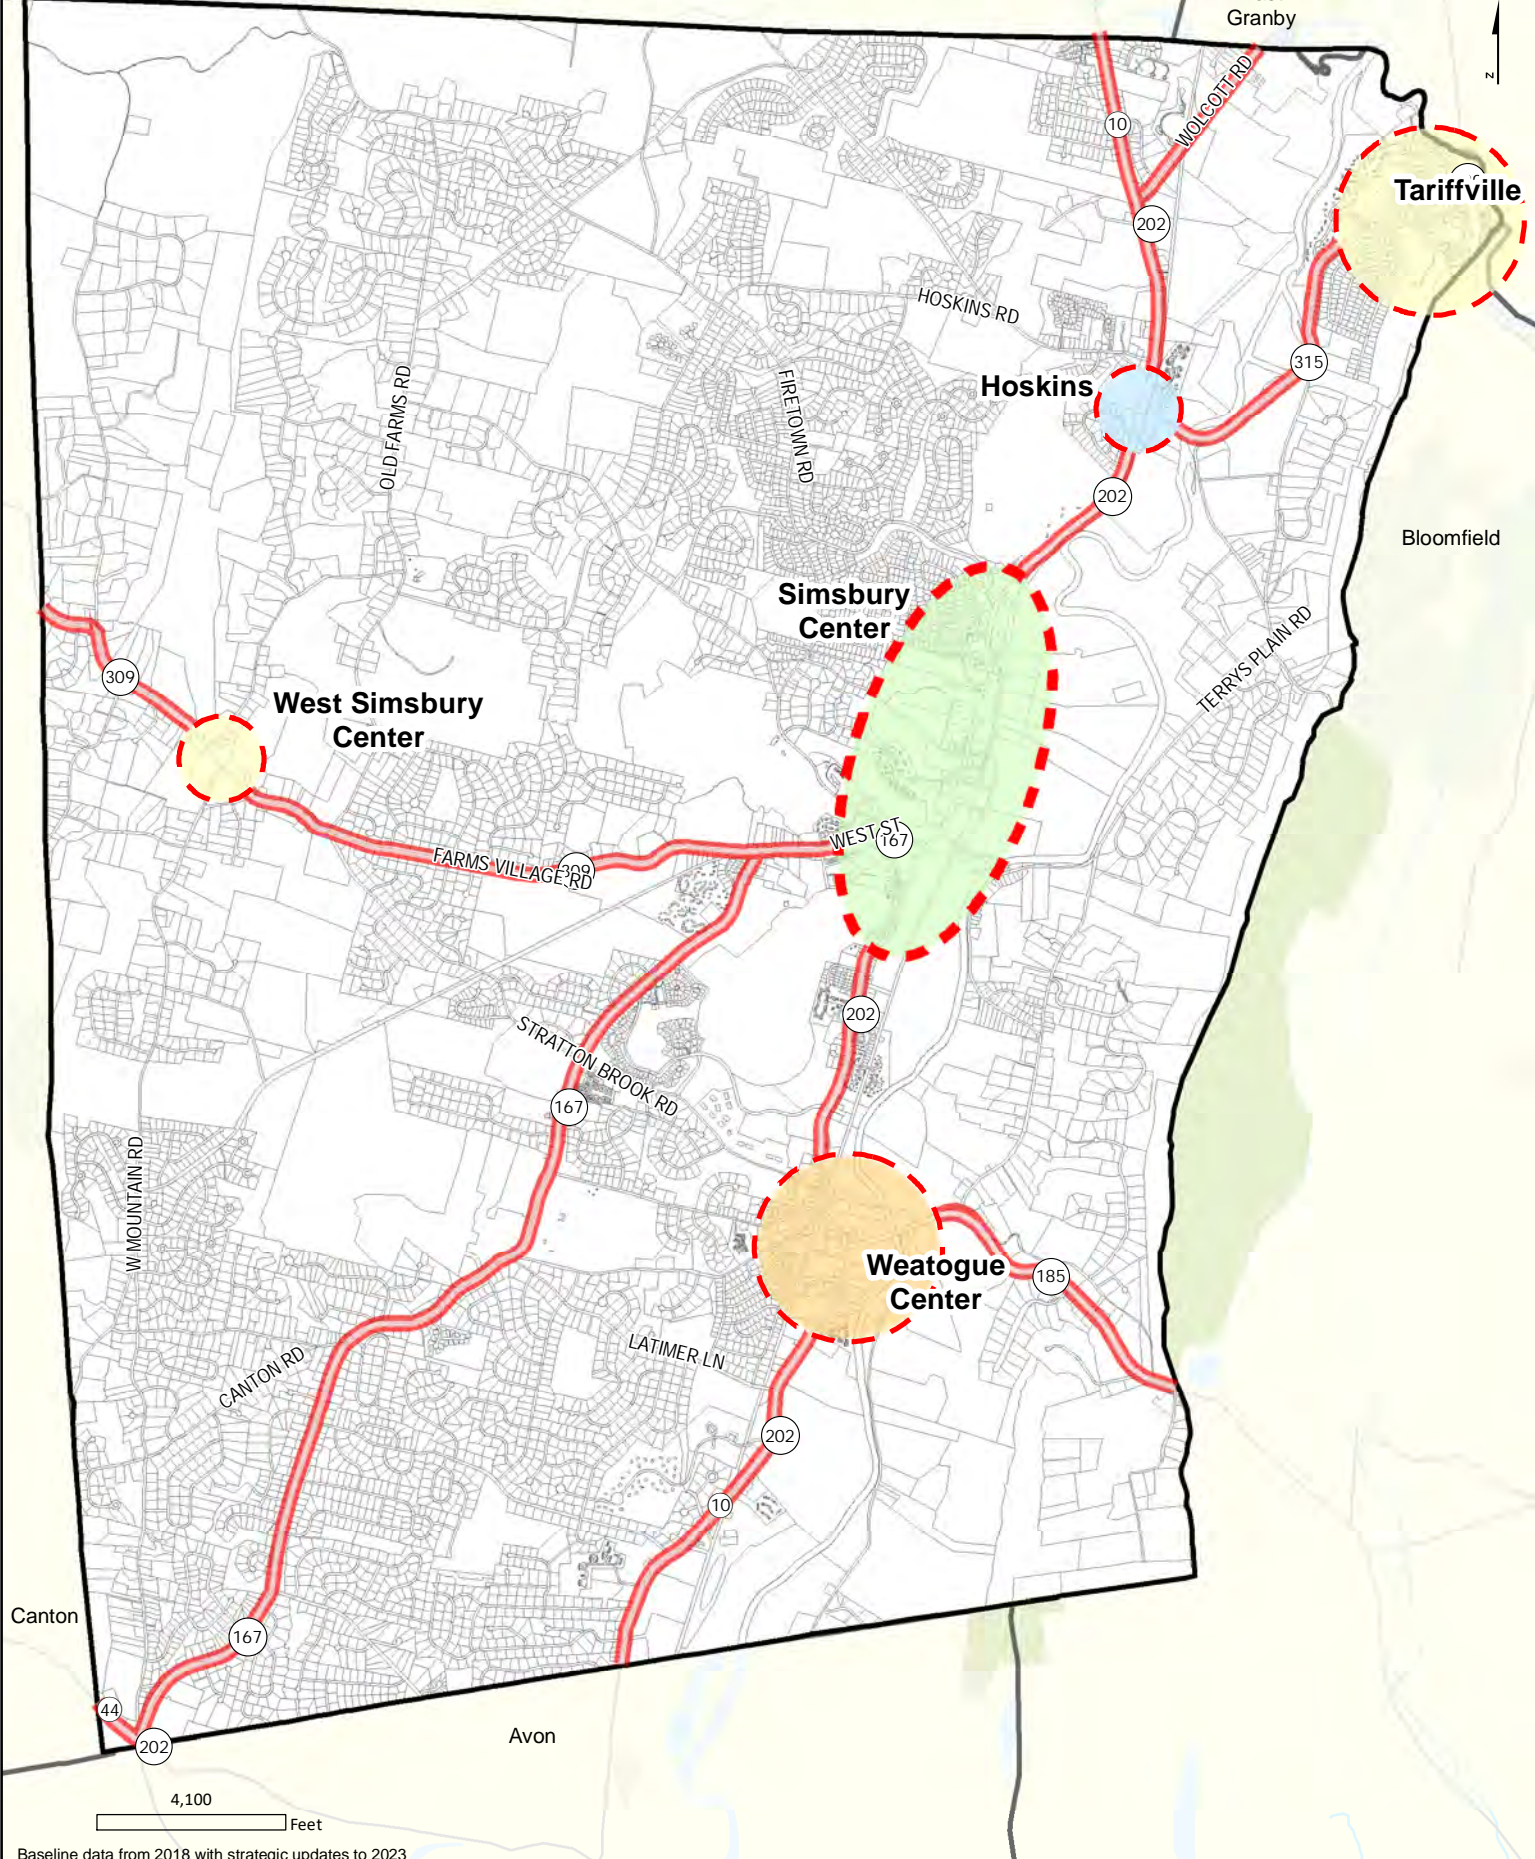 Granby
z
10
WOLCOTT RD
Tariffville
202
HOSKINS RD
315
Hoskins
FIRETOWN RD
OLD FARMS RD
202
Bloomfield
Simsbury
Center
TERRYS PLAIN RD
309
West Simsbury
Center
WEST ST
167
FARMS VILLAGE RD
309
202
STRATTON BROOK RD
167
W MOUNTAIN RD
Weatogue
Center
185
LATIMER LN
CANTON RD
202
10
Canton
167
44
202
Avon
4,100
Feet
Baseline data from 2018 with strategic updates to 2023